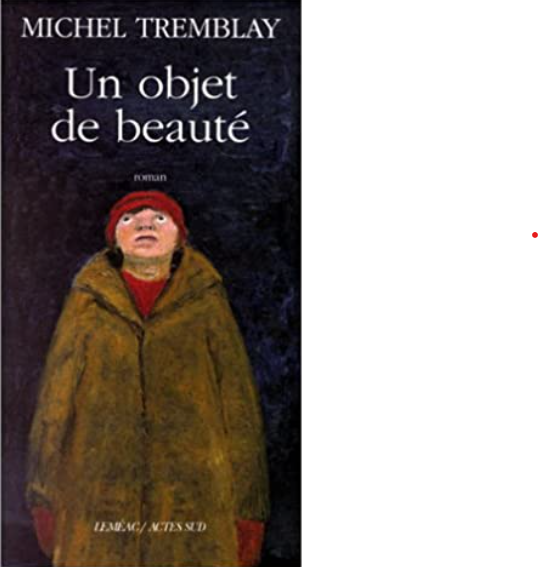 MICHEL TREMBLAY
Un objet
de beauté
roman
LEMÉAC / ACTES SUD